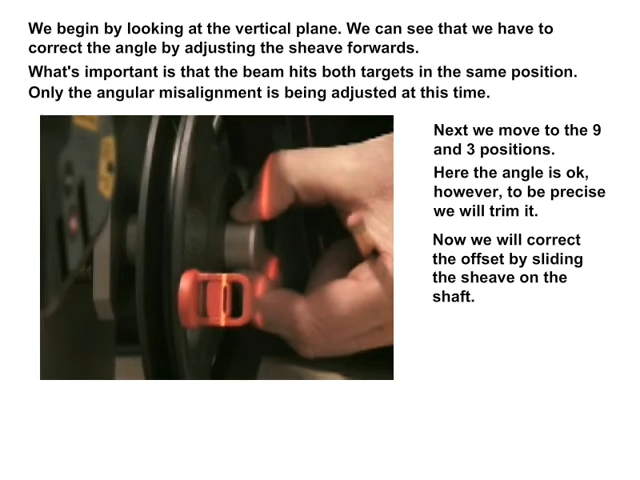 We begin by looking at the vertical plane. We can see that we have to
correct the angle by adjusting the sheave forwards.
What's important is that the beam hits both targets in the same position.
Only the angular misalignment is being adjusted at this time.
Next we move to the 9
and 3 positions.
Here the angle is ok,
however, to be precise
we will trim it.
Now we will correct
the offset by sliding
the sheave on the
shaft.